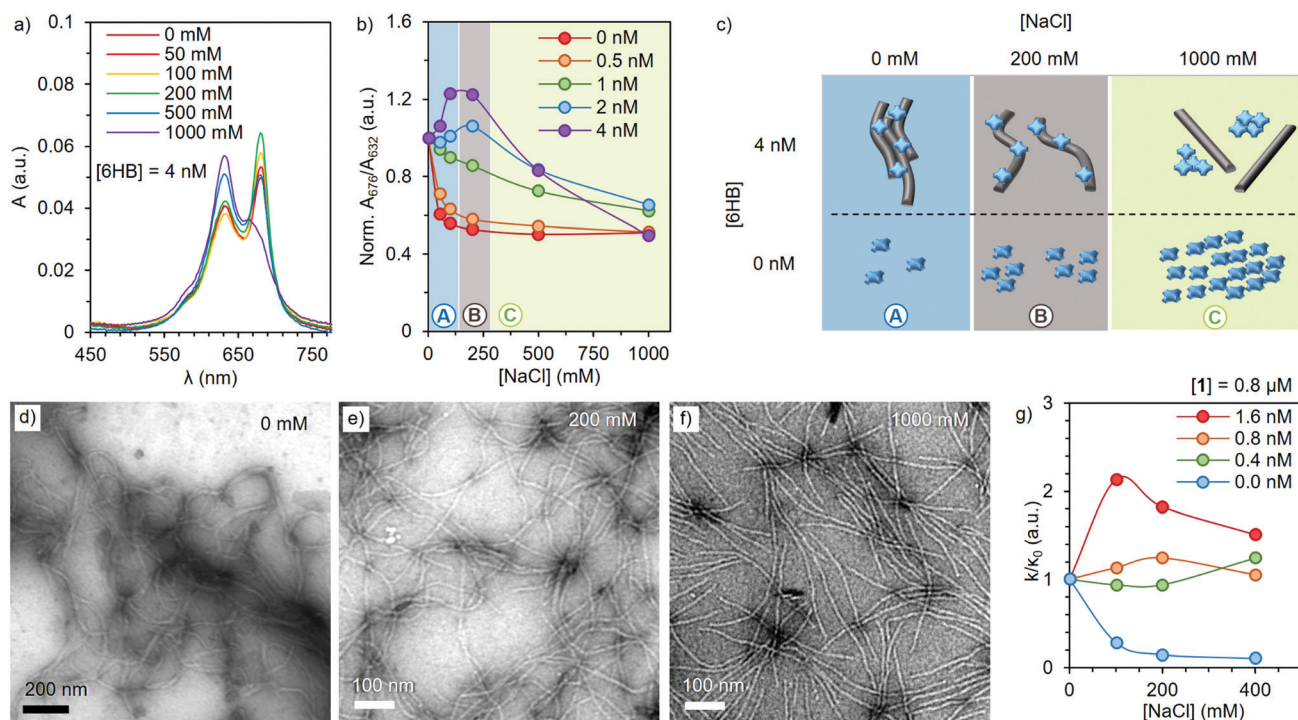 a)
A (a.u.)
0.1
0.08
0.06
0.04
0.02
0
0 mM
50 mM
100 mM
200 mM
500 mM
1000 mM
[6HB] = 4 nM
450
550
650
750
λ (nm)
b)
Norm. A676/A632 (a.u.)
1.6
1.2
0.8
0.4
0
0 nM
0.5 nM
1 nM
2 nM
4 nM
A
B
C
0
250
500
750
1000
[NaCl] (mM)
c)
[NaCl]
0 mM
200 mM
1000 mM
[6HB]
4 nM
0 nM
A
B
C
d)
0 mM
200 nm
e)
200 mM
100 nm
f)
1000 mM
100 nm
[1] = 0.8 µM
g)
k/κ0 (a.u.)
3
2
1
0
1.6 nM
0.8 nM
0.4 nM
0.0 nM
0
200
400
[NaCl] (mM)